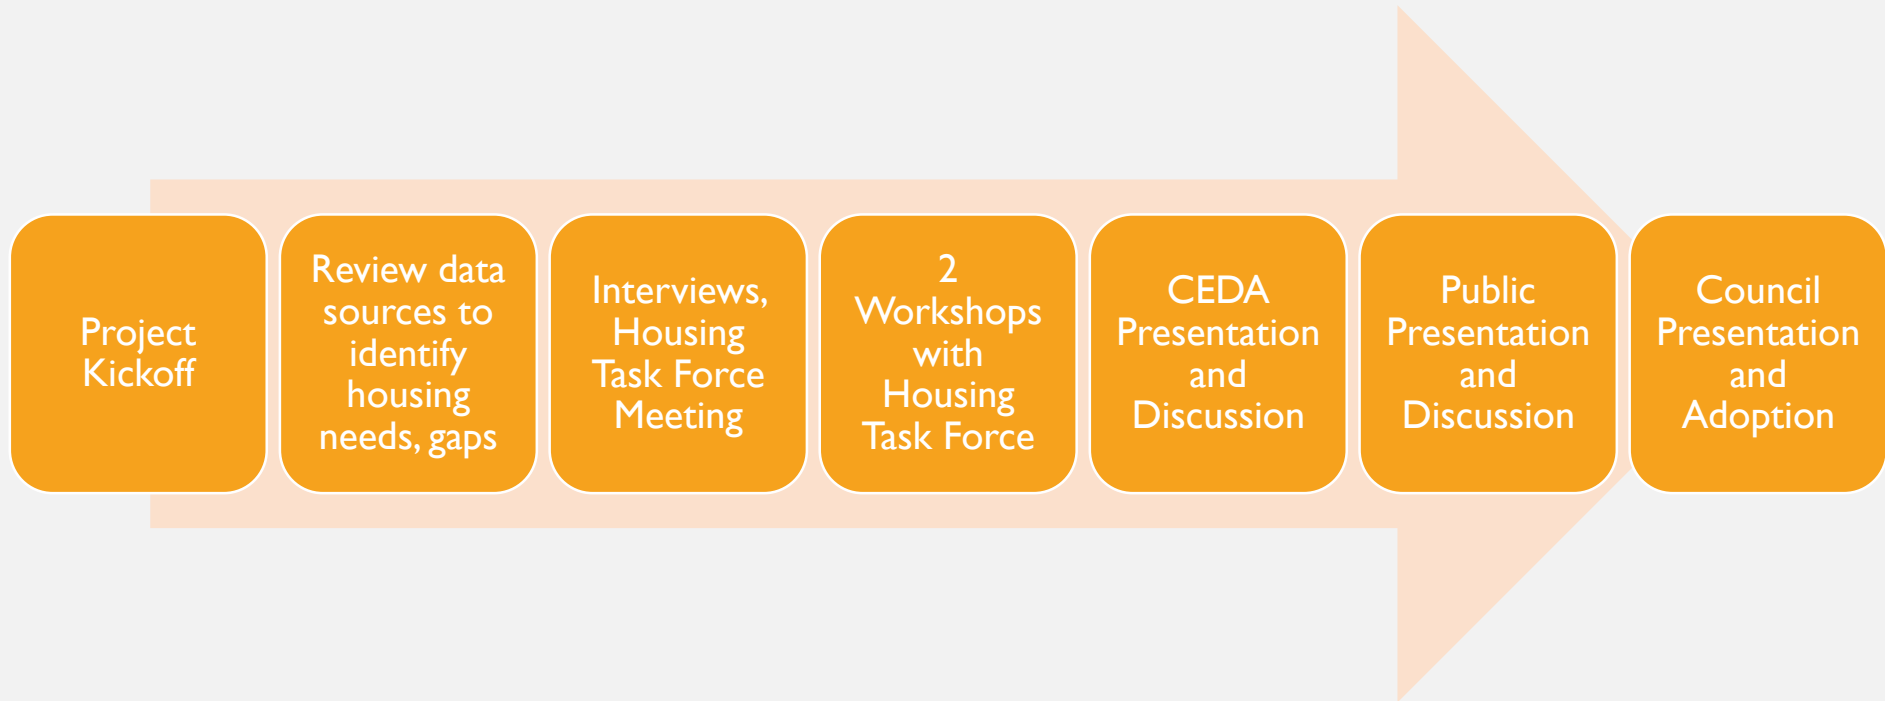 Project
Kickoff
Review data
sources to
identify
housing
needs, gaps
Interviews,
Housing
Task Force
Meeting
2
Workshops
with
Housing
Task Force
CEDA
Presentation
and
Discussion
Public
Presentation
and
Discussion
Council
Presentation
and
Adoption